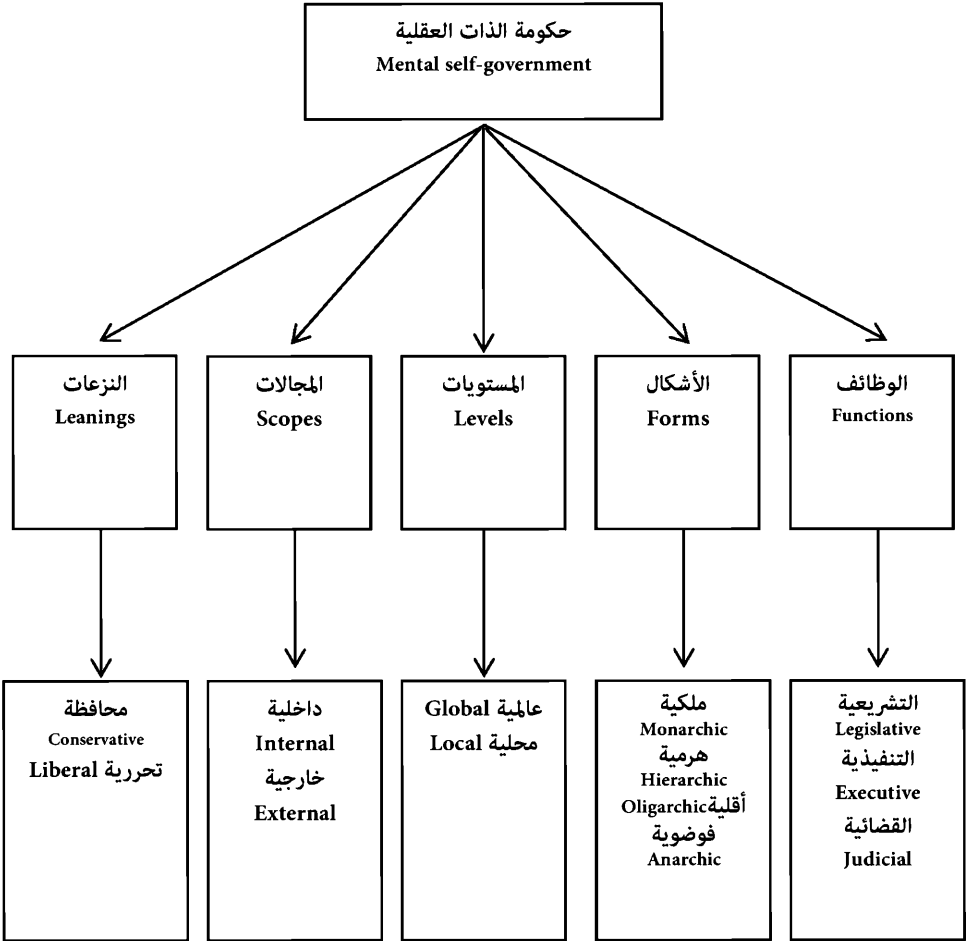 حكومة الذات العقلية
Mental self-government
الوظائف
Functions
الأشكال
Forms
المستويات
Levels
المجالات
Scopes
النزعات
Leanings
التشريعية
Legislative
التنفيذية
Executive
القضائية
Judicial
ملكية
Monarchic
هرمية
Hierarchic
أقلية Oligarchic
فوضوية
Anarchic
عالمية Global
محلية Local
داخلية
Internal
خارجية
External
محافظة
Conservative
تحررية Liberal